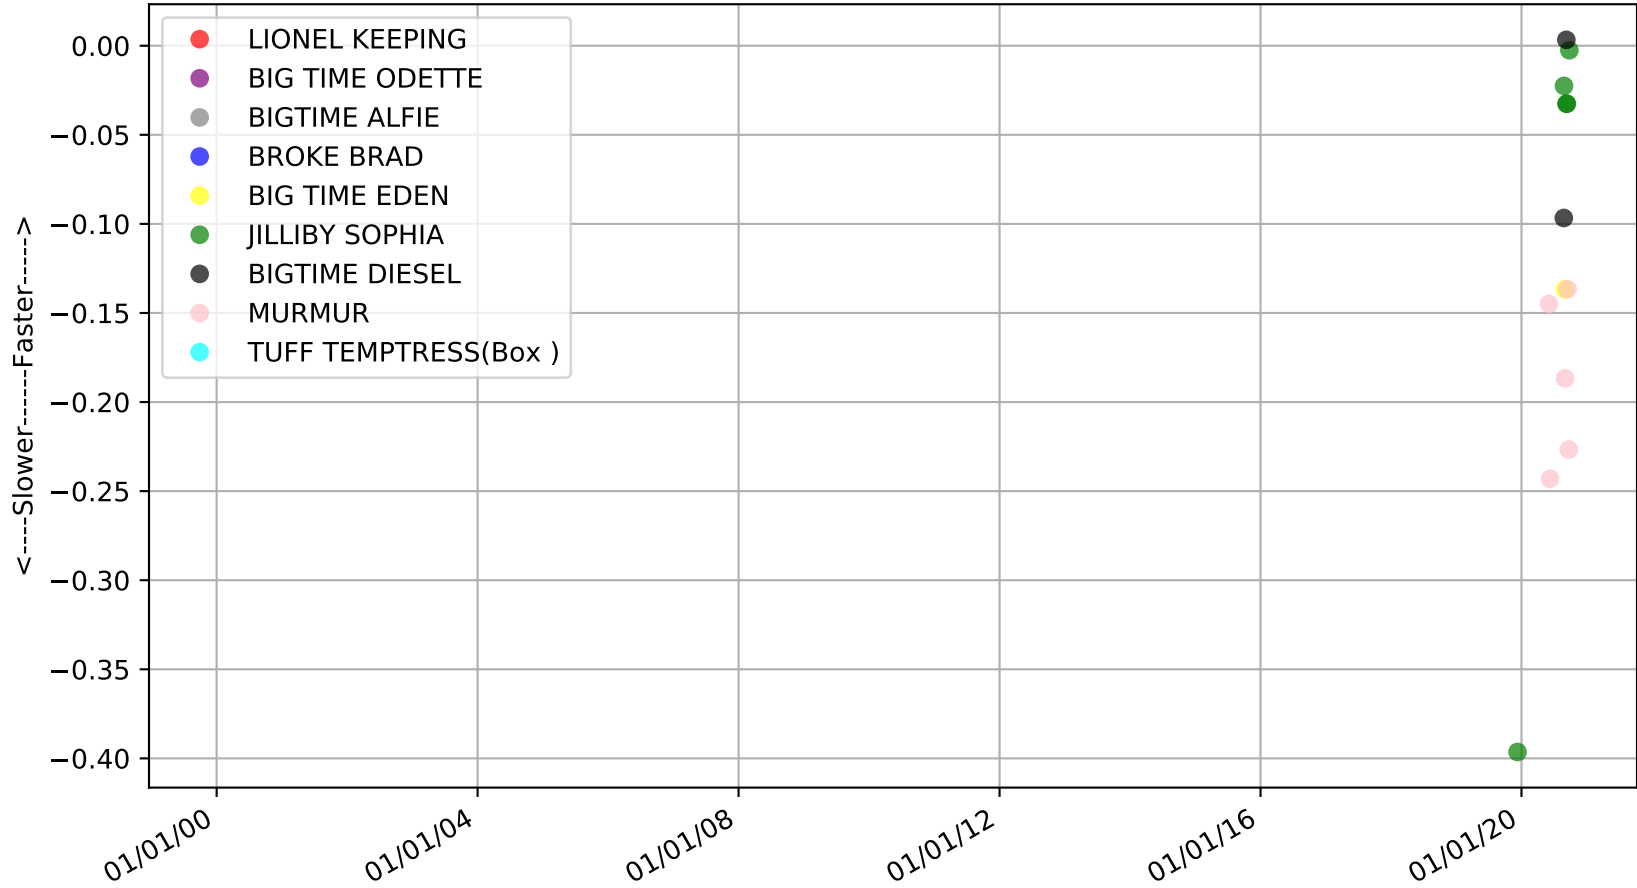 0.00
−0.05
−0.10
−0.15
−0.20
−0.25
−0.30
−0.35
−0.40
<----Slower-------Faster----->
LIONEL KEEPING
BIG TIME ODETTE
BIGTIME ALFIE
BROKE BRAD
BIG TIME EDEN
JILLIBY SOPHIA
BIGTIME DIESEL
MURMUR
TUFF TEMPTRESS(Box )
01/01/00
01/01/04
01/01/08
01/01/12
01/01/16
01/01/20